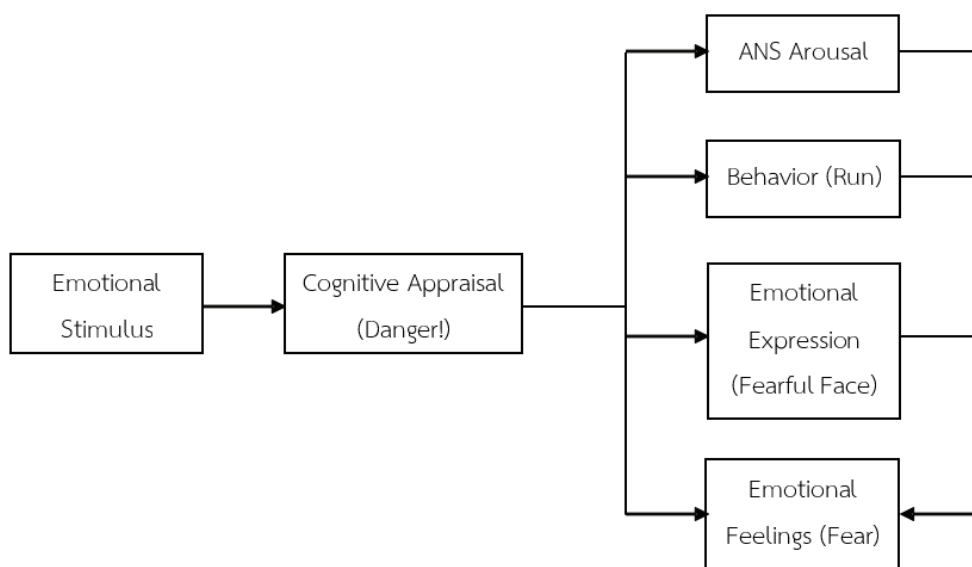 ANS Arousal
Behavior (Run)
Emotional
Stimulus
Cognitive Appraisal
(Danger!)
Emotional
Expression
(Fearful Face)
Emotional
Feelings (Fear)